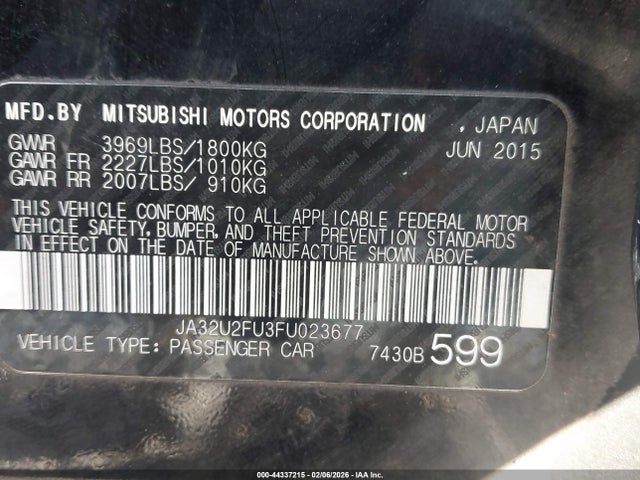 MFD.BY MITSUBISHI MOTORS CORPORATION , JAPAN
GVWR 3969LBS/1800KG JUN 2015
GAWR FR 2227LBS/1010KG
GAWR RR 2007LBS/ 910KG
THIS VEHICLE CONFORMS TO ALL APPLICABLE FEDERAL MOTOR
VEHICLE SAFETY, BUMPER, AND THEFT PREVENTION STANDARDS
IN EFFECT ON THE DATE OF MANUFACTURE SHOWN ABOVE.
JA32U2FU3FU023677
VEHICLE TYPE: PASSENGER CAR 7430B 599
000-44337215 - 02/06/2026 - IAAI, Inc.